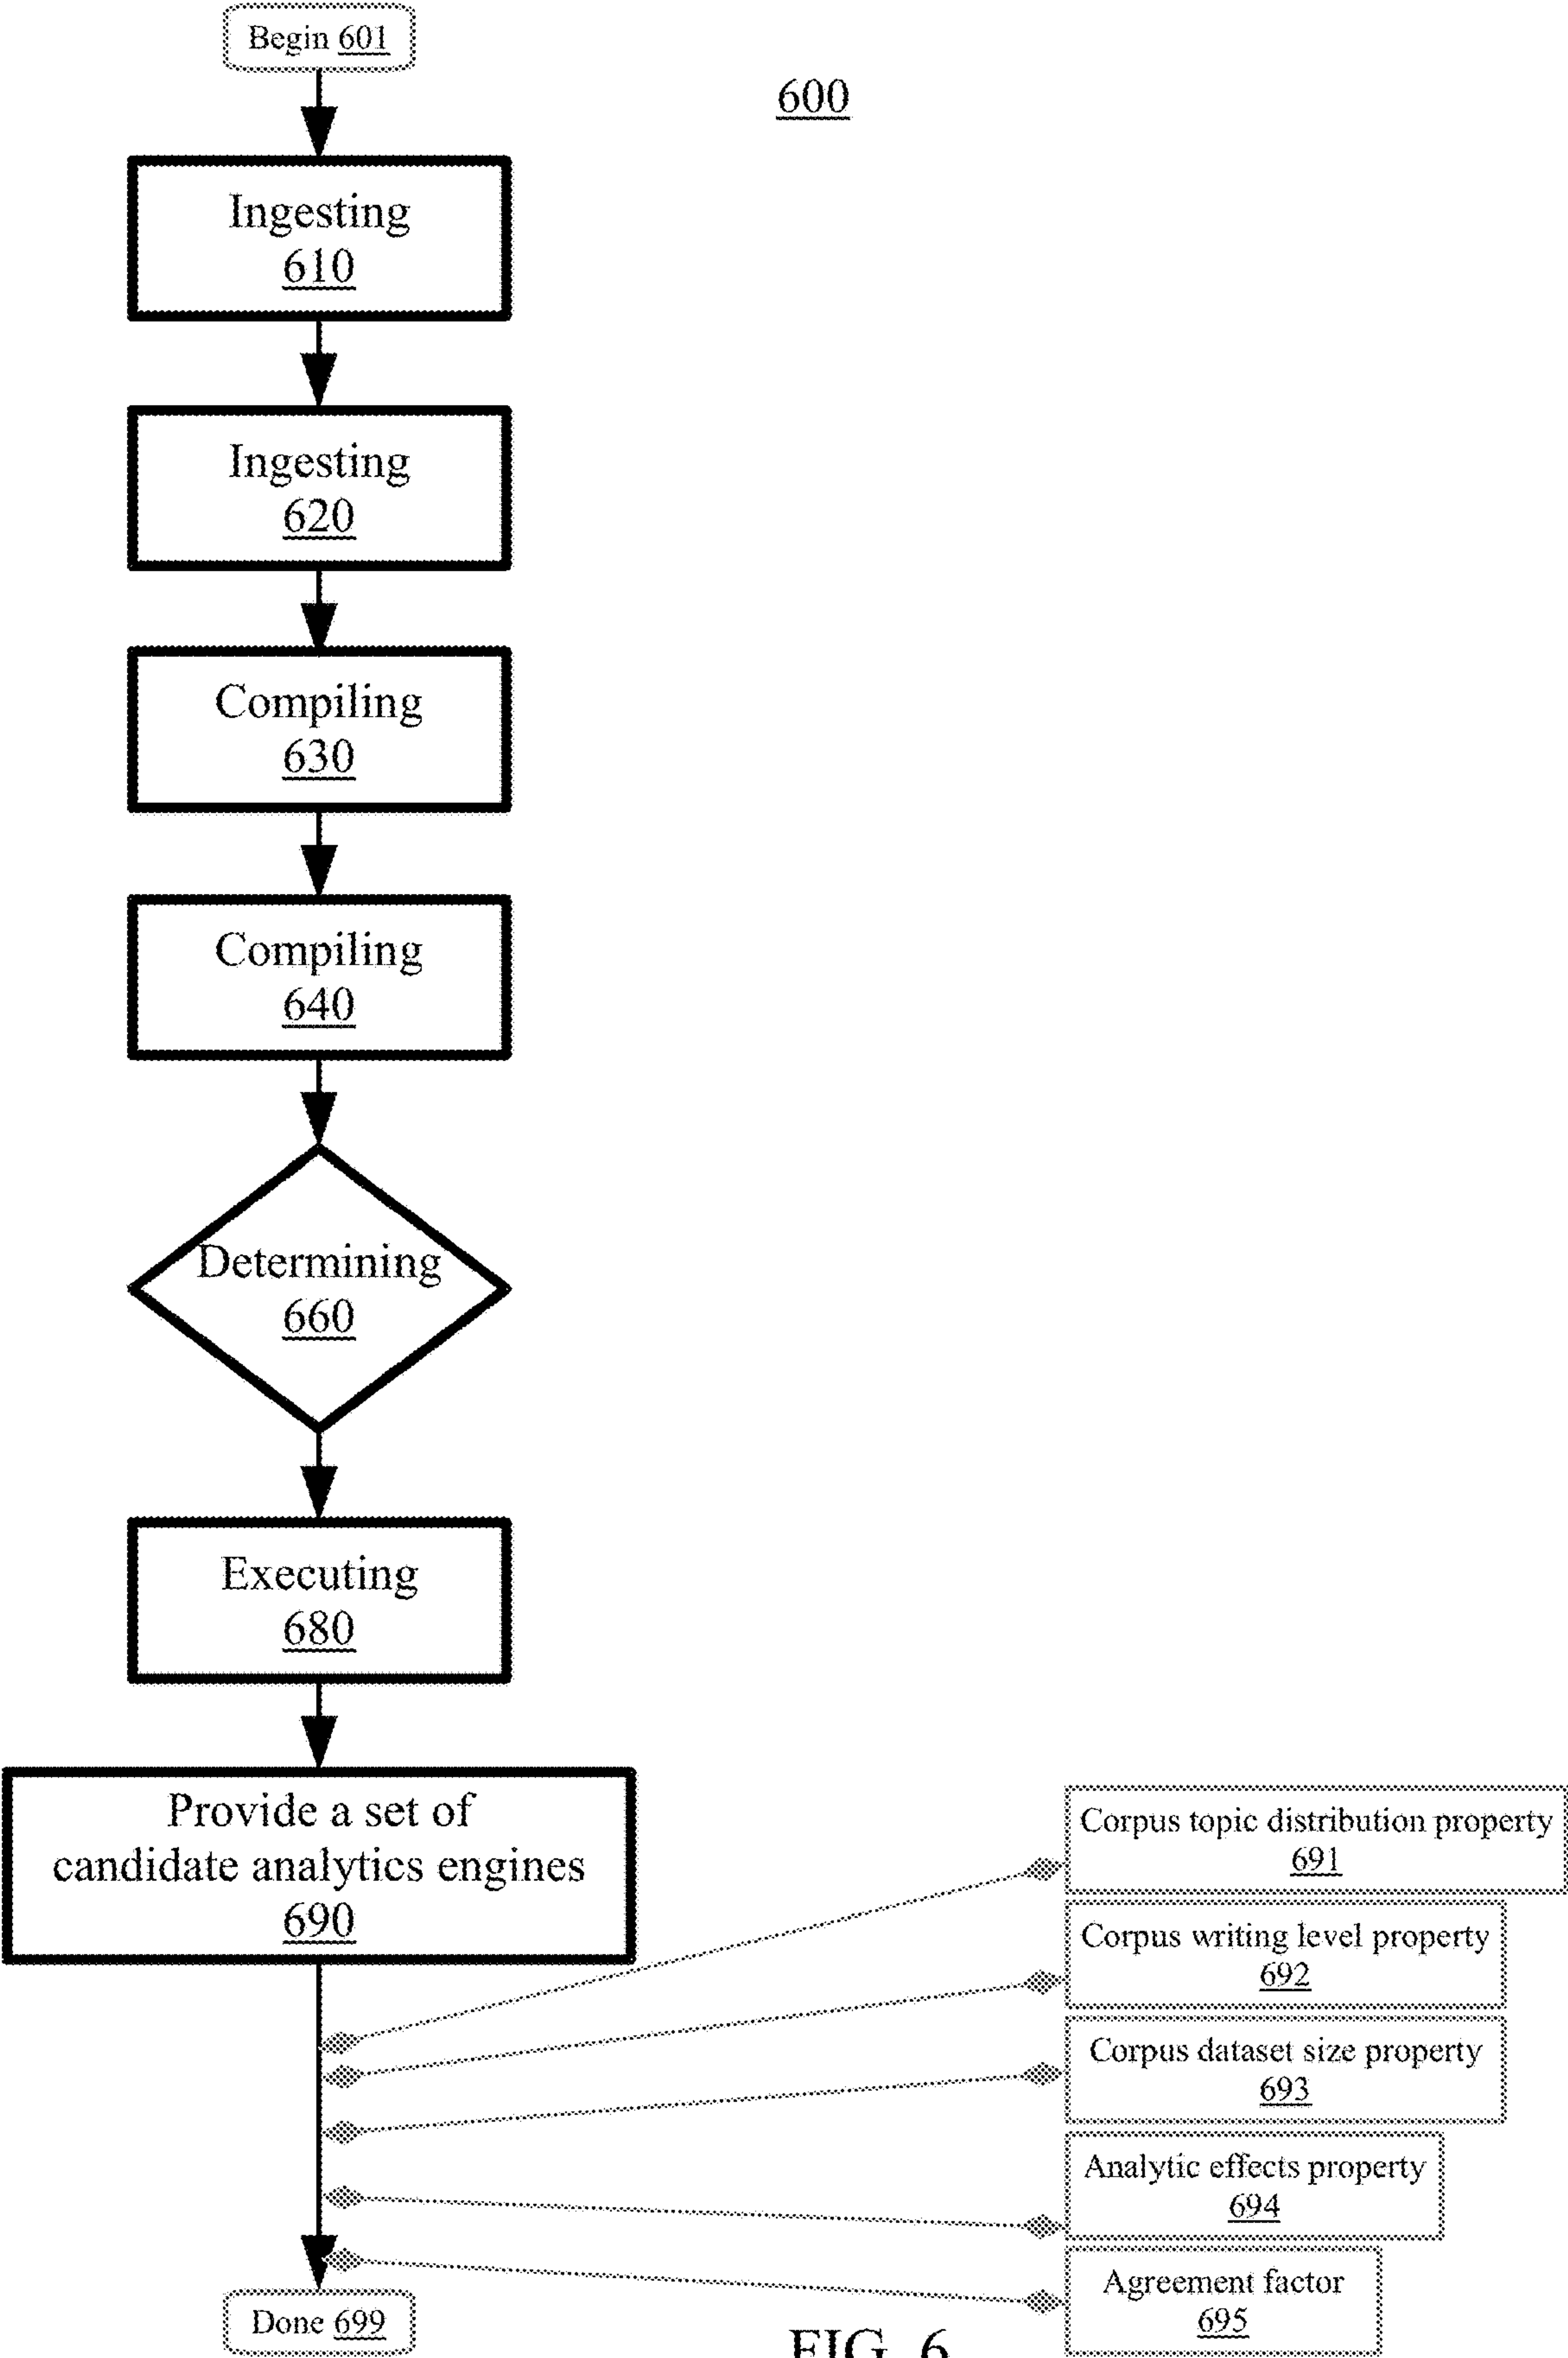 Begin 601
600
Ingesting
610
Ingesting
620
Compiling
630
Compiling
640
Determining
660
Executing
680
Provide a set of
candidate analytics engines
690
Corpus topic distribution property
691
Corpus writing level property
692
Corpus dataset size property
693
Analytic effects property
694
Agreement factor
695
Done 699
FIG. 6